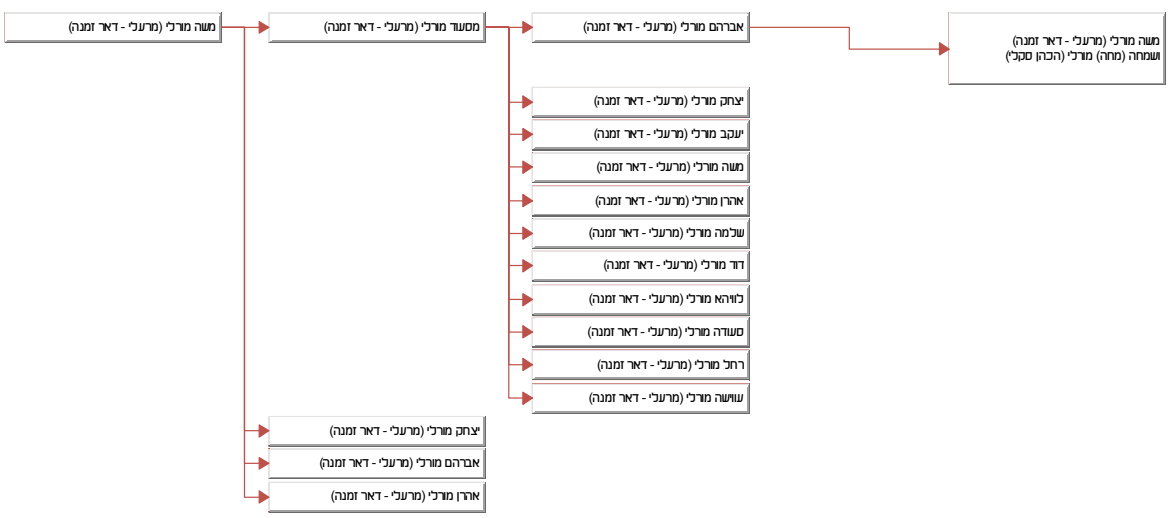 משה מורלי (מרעלי - דאר זמנה)
מסעוד מורלי (מרעלי - דאר זמנה)
אברהם מורלי (מרעלי - דאר זמנה)
משה מורלי (מרעלי - דאר זמנה)
ושמחה (מחה) מורלי (הכהן סקלי)
יצחק מורלי (מרעלי - דאר זמנה)
יעקב מורלי (מרעלי - דאר זמנה)
משה מורלי (מרעלי - דאר זמנה)
אהרן מורלי (מרעלי - דאר זמנה)
שלמה מורלי (מרעלי - דאר זמנה)
דוד מורלי (מרעלי - דאר זמנה)
לוויהא מורלי (מרעלי - דאר זמנה)
סעודה מורלי (מרעלי - דאר זמנה)
רחל מורלי (מרעלי - דאר זמנה)
עווישה מורלי (מרעלי - דאר זמנה)
יצחק מורלי (מרעלי - דאר זמנה)
אברהם מורלי (מרעלי - דאר זמנה)
אהרן מורלי (מרעלי - דאר זמנה)